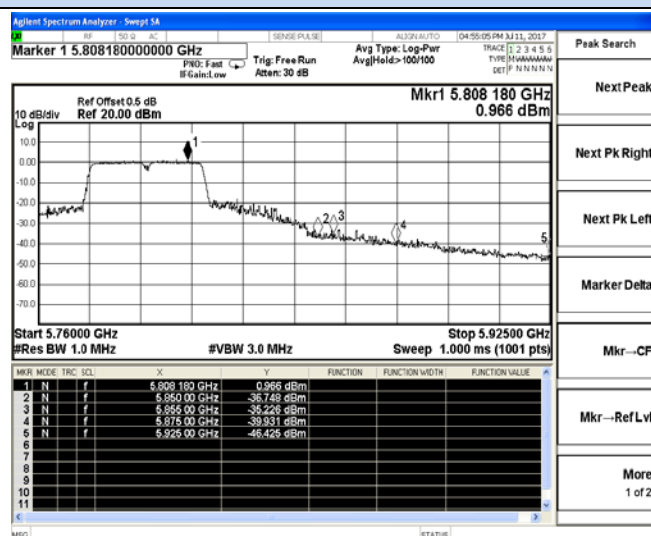 Agilent Spectrum Analyzer - Swept SA
RF 50 Ω AC SENSE:PULSE ALIGN AUTO 04:55:05 PM Jul 11, 2017
Marker 1 5.808180000000 GHz
PNO: Fast
IFGain:Low
Trig: Free Run
Atten: 30 dB
Avg Type: Log-Pwr
Avg|Hold:>100/100
TRACE 1 2 3 4 5 6
TYPE MWWWWW
DET P N N N N N
Peak Search
Next Peak
Next Pk Right
Next Pk Left
Marker Delta
Mkr→CF
Mkr→Ref Lvl
More
1 of 2
Ref Offset 0.5 dB
10 dB/div Ref 20.00 dBm
Log
Mkr1 5.808 180 GHz
0.966 dBm
10.0
0.00
-10.0
-20.0
-30.0
-40.0
-50.0
-60.0
-70.0
1
2
3
4
5
Start 5.76000 GHz Stop 5.92500 GHz
#Res BW 1.0 MHz #VBW 3.0 MHz Sweep 1.000 ms (1001 pts)
MKR MODE TRC SCL X Y FUNCTION FUNCTION WIDTH FUNCTION VALUE
1 N f 5.808 180 GHz 0.966 dBm
2 N f 5.850 00 GHz -36.748 dBm
3 N f 5.855 00 GHz -35.226 dBm
4 N f 5.875 00 GHz -39.931 dBm
5 N f 5.925 00 GHz -46.425 dBm
6
7
8
9
10
11
MSG STATUS